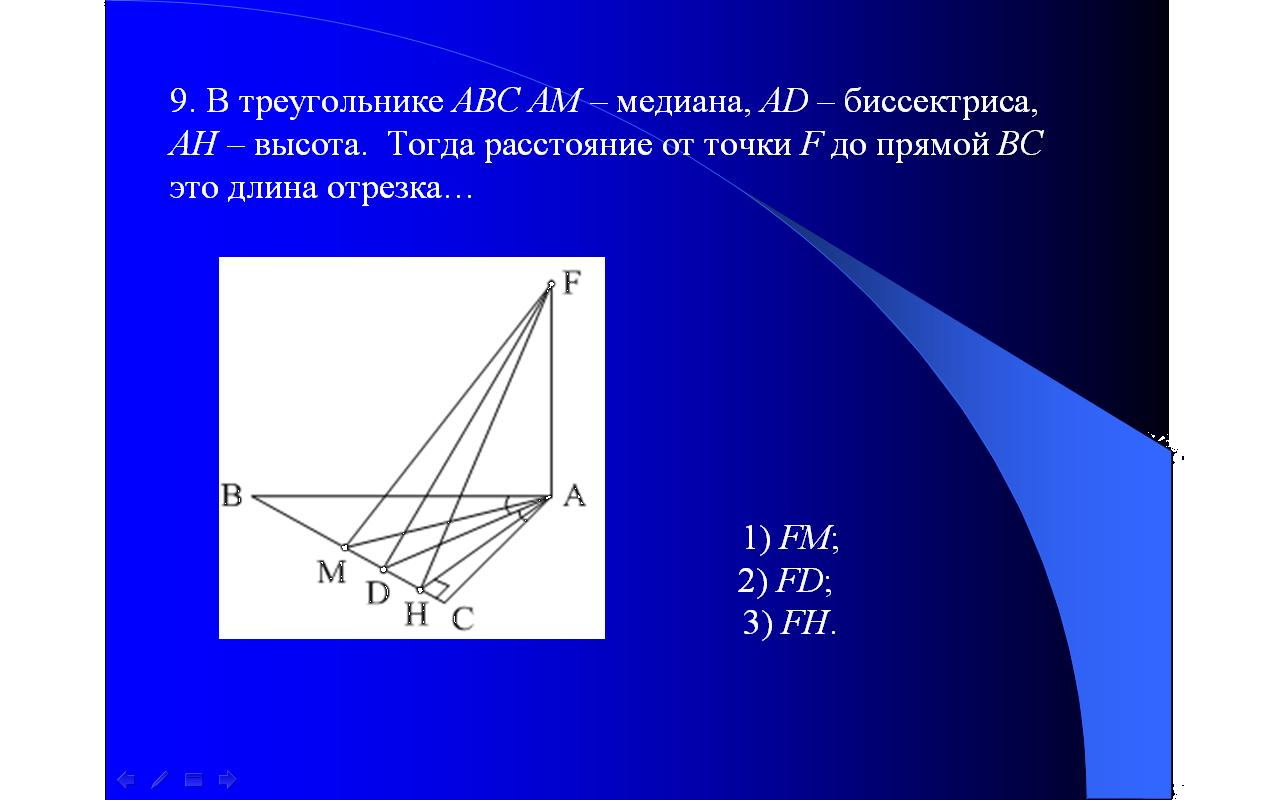 9. В треугольнике ABC AM – медиана, AD – биссектриса,
AH – высота. Тогда расстояние от точки F до прямой BC
это длина отрезка…
F
B
A
M
D
H
C
1) FM;
2) FD;
3) FH.